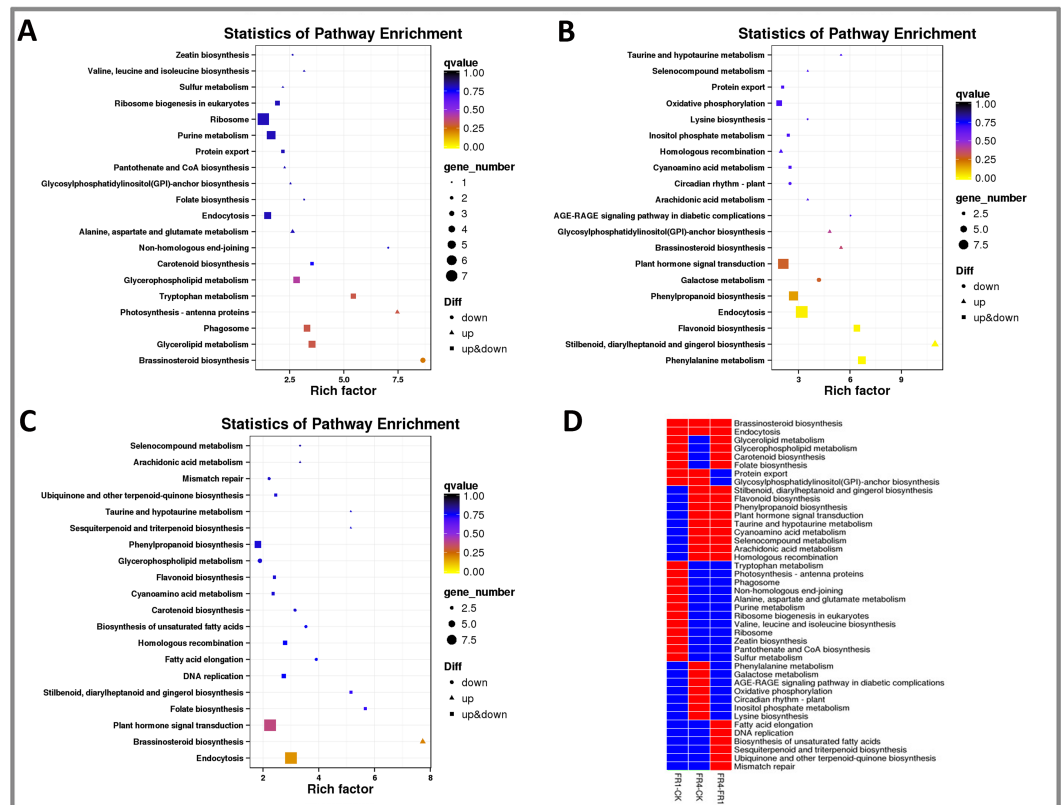 A
Statistics of Pathway Enrichment
Zeatin biosynthesis
Valine, leucine and isoleucine biosynthesis
Sulfur metabolism
Ribosome biogenesis in eukaryotes
Ribosome
Purine metabolism
Protein export
Pantothenate and CoA biosynthesis
Glycosylphosphatidylinositol(GPI)-anchor biosynthesis
Folate biosynthesis
Endocytosis
Alanine, aspartate and glutamate metabolism
Non-homologous end-joining
Carotenoid biosynthesis
Glycerophospholipid metabolism
Tryptophan metabolism
Photosynthesis - antenna proteins
Phagosome
Glycerolipid metabolism
Brassinosteroid biosynthesis
2.5 5.0 7.5
Rich factor
qvalue
1.00
0.75
0.50
0.25
0.00
gene_number
1
2
3
4
5
6
7
Diff
down
up
up&down
B
Statistics of Pathway Enrichment
Taurine and hypotaurine metabolism
Selenocompound metabolism
Protein export
Oxidative phosphorylation
Lysine biosynthesis
Inositol phosphate metabolism
Homologous recombination
Cyanoamino acid metabolism
Circadian rhythm - plant
Arachidonic acid metabolism
AGE-RAGE signaling pathway in diabetic complications
Glycosylphosphatidylinositol(GPI)-anchor biosynthesis
Brassinosteroid biosynthesis
Plant hormone signal transduction
Galactose metabolism
Phenylpropanoid biosynthesis
Endocytosis
Flavonoid biosynthesis
Stilbenoid, diarylheptanoid and gingerol biosynthesis
Phenylalanine metabolism
3 6 9
Rich factor
qvalue
1.00
0.75
0.50
0.25
0.00
gene_number
2.5
5.0
7.5
Diff
down
up
up&down
C
Statistics of Pathway Enrichment
Selenocompound metabolism
Arachidonic acid metabolism
Mismatch repair
Ubiquinone and other terpenoid-quinone biosynthesis
Taurine and hypotaurine metabolism
Sesquiterpenoid and triterpenoid biosynthesis
Phenylpropanoid biosynthesis
Glycerophospholipid metabolism
Flavonoid biosynthesis
Cyanoamino acid metabolism
Carotenoid biosynthesis
Biosynthesis of unsaturated fatty acids
Homologous recombination
Fatty acid elongation
DNA replication
Stilbenoid, diarylheptanoid and gingerol biosynthesis
Folate biosynthesis
Plant hormone signal transduction
Brassinosteroid biosynthesis
Endocytosis
2 4 6 8
Rich factor
qvalue
1.00
0.75
0.50
0.25
0.00
gene_number
2.5
5.0
7.5
Diff
down
up
up&down
D
Brassinosteroid biosynthesis
Endocytosis
Glycerolipid metabolism
Glycerophospholipid metabolism
Carotenoid biosynthesis
Folate biosynthesis
Protein export
Glycosylphosphatidylinositol(GPI)-anchor biosynthesis
Stilbenoid, diarylheptanoid and gingerol biosynthesis
Flavonoid biosynthesis
Phenylpropanoid biosynthesis
Plant hormone signal transduction
Taurine and hypotaurine metabolism
Cyanoamino acid metabolism
Selenocompound metabolism
Arachidonic acid metabolism
Homologous recombination
Tryptophan metabolism
Photosynthesis - antenna proteins
Phagosome
Non-homologous end-joining
Alanine, aspartate and glutamate metabolism
Purine metabolism
Ribosome biogenesis in eukaryotes
Valine, leucine and isoleucine biosynthesis
Ribosome
Zeatin biosynthesis
Pantothenate and CoA biosynthesis
Sulfur metabolism
Phenylalanine metabolism
Galactose metabolism
AGE-RAGE signaling pathway in diabetic complications
Oxidative phosphorylation
Circadian rhythm - plant
Inositol phosphate metabolism
Lysine biosynthesis
Fatty acid elongation
DNA replication
Biosynthesis of unsaturated fatty acids
Sesquiterpenoid and triterpenoid biosynthesis
Ubiquinone and other terpenoid-quinone biosynthesis
Mismatch repair
FR1-CK
FR4-CK
FR4-FR1